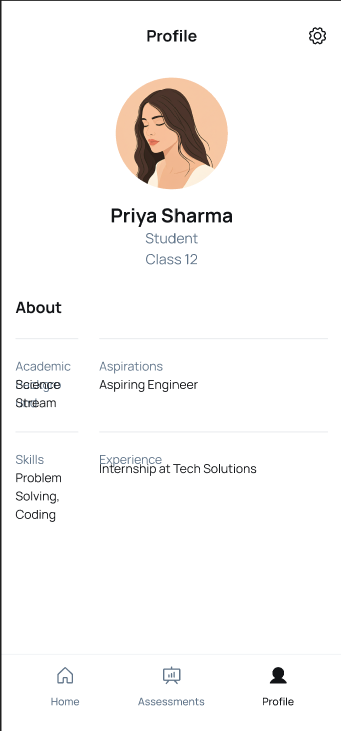 Profile
Priya Sharma
Student
Class 12
About
Academic
Background
Science
Stream
Aspirations
Aspiring Engineer
Skills
Problem
Solving,
Coding
Experience
Internship at Tech Solutions
Home
Assessments
Profile